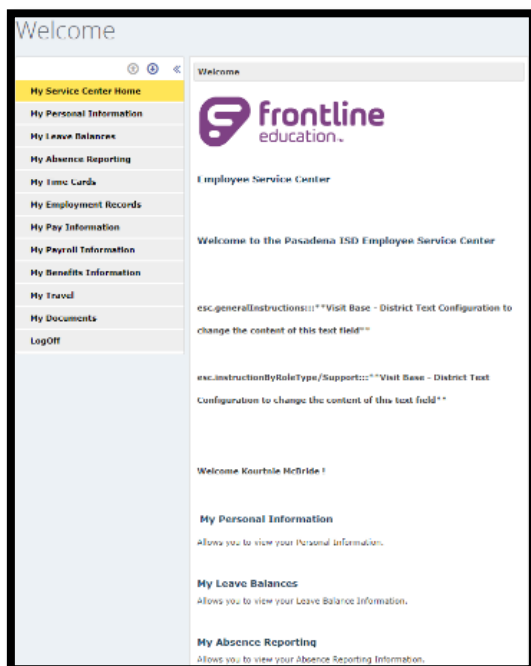 Welcome
My Service Center Home
My Personal Information
My Leave Balances
My Absence Reporting
My Time Cards
My Employment Records
My Pay Information
My Payroll Information
My Benefits Information
My Travel
My Documents
LogOff
Welcome
frontline
education™
Employee Service Center
Welcome to the Pasadena ISD Employee Service Center
esc.generalInstructions:::**Visit Base - District Text Configuration to
change the content of this text field**
esc.instructionByRoleType/Support:::**Visit Base - District Text
Configuration to change the content of this text field**
Welcome Kourtnie McBride !
My Personal Information
Allows you to view your Personal Information.
My Leave Balances
Allows you to view your Leave Balance Information.
My Absence Reporting
Allows you to view your Absence Reporting Information.